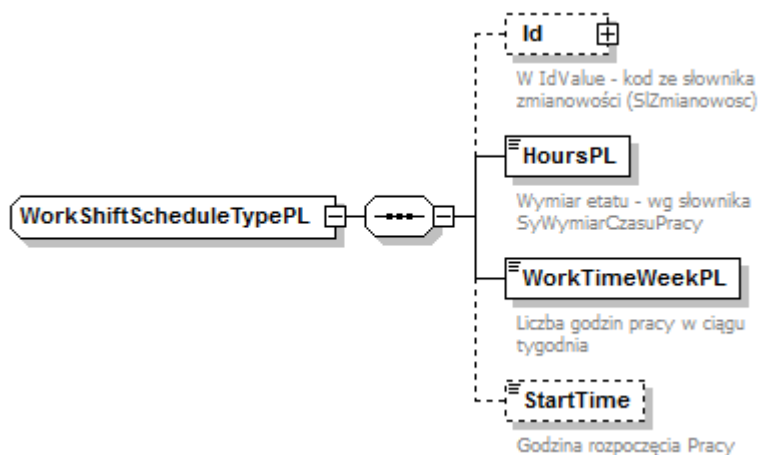 Id
W IdValue - kod ze słownika
zmianowości (SlZmianowosc)
HoursPL
Wymiar etatu - wg słownika
SyWymiarCzasuPracy
WorkShiftScheduleTypePL
WorkTimeWeekPL
Liczba godzin pracy w ciągu
tygodnia
StartTime
Godzina rozpoczęcia Pracy